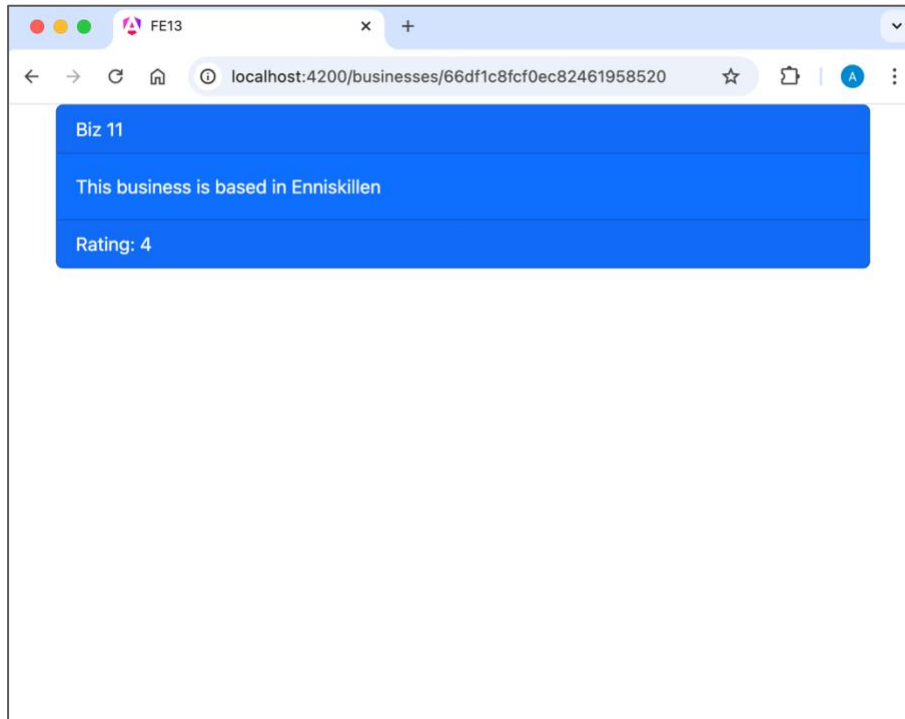 FE13
localhost:4200/businesses/66df1c8fcf0ec82461958520
A
Biz 11
This business is based in Enniskillen
Rating: 4